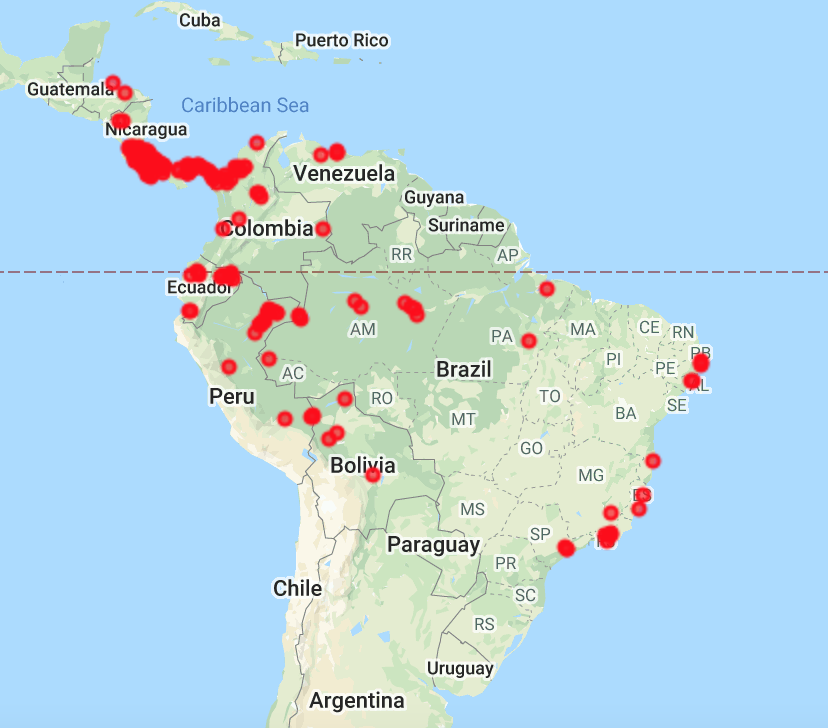 Cuba
Puerto Rico
Guatemala
Caribbean Sea
Nicaragua
Venezuela
Guyana
Suriname
Colombia
RR
AP
Ecuador
AM
PA
MA
CE
RN
PB
PI
PE
AL
Brazil
AC
RO
TO
SE
Peru
MT
BA
GO
Bolivia
MG
ES
MS
SP
Paraguay
PR
Chile
SC
RS
Uruguay
Argentina